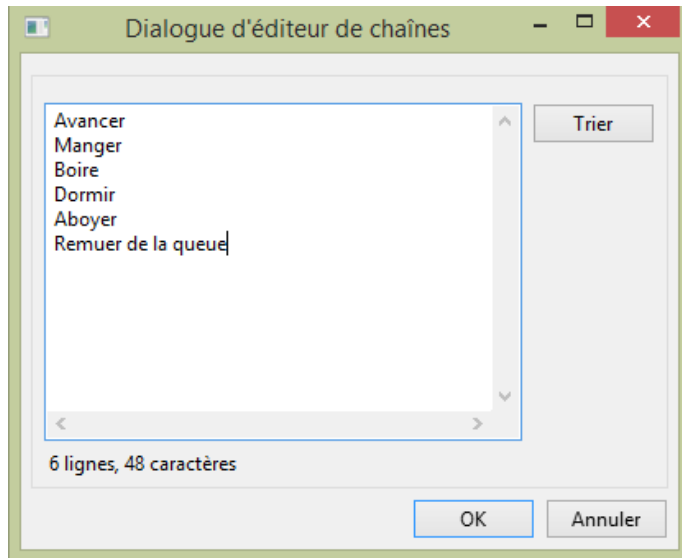 Dialogue d'éditeur de chaînes
Avancer
Manger
Boire
Dormir
Aboyer
Remuer de la queue
Trier
6 lignes, 48 caractères
OK
Annuler